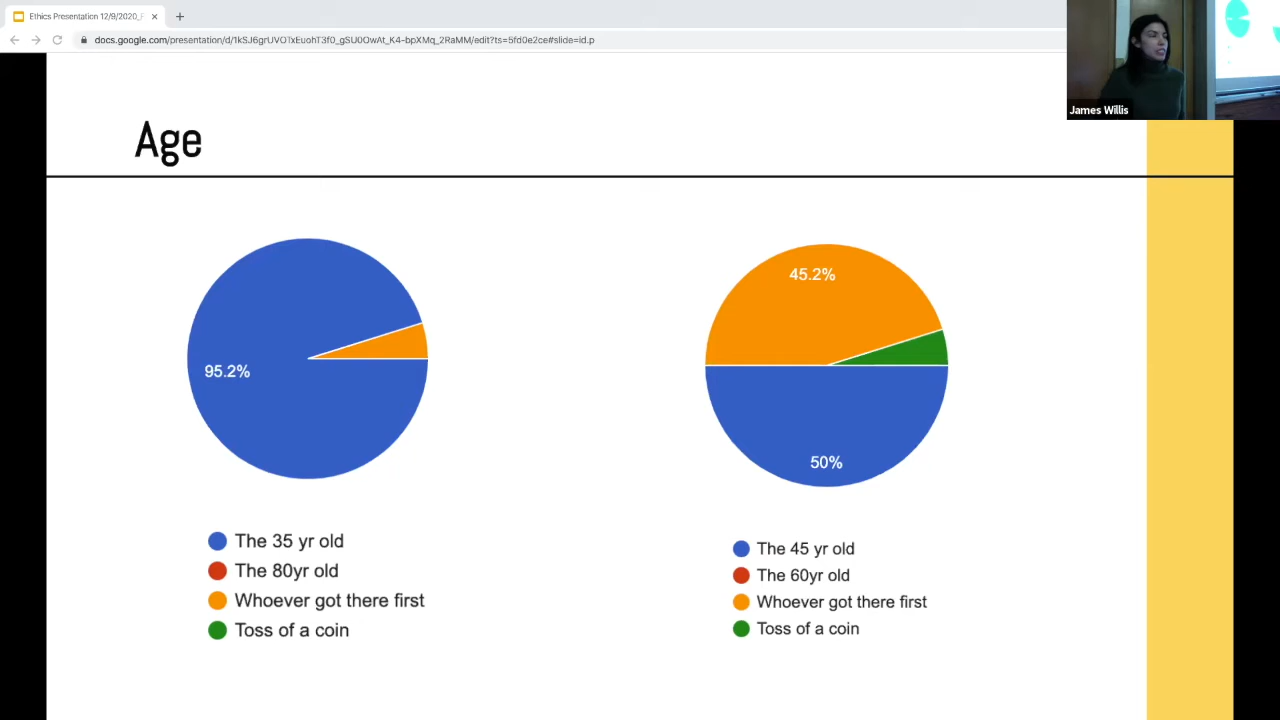 Ethics Presentation 12/9/2020_F
docs.google.com/presentation/d/1kSJ6grUVOTxEuohT3f0_gSU0OwAt_K4-bpXMq_2RaMM/edit?ts=5fd0e2ce#slide=id.p
James Willis
Age
95.2%
45.2%
50%
The 35 yr old
The 80yr old
Whoever got there first
Toss of a coin
The 45 yr old
The 60yr old
Whoever got there first
Toss of a coin